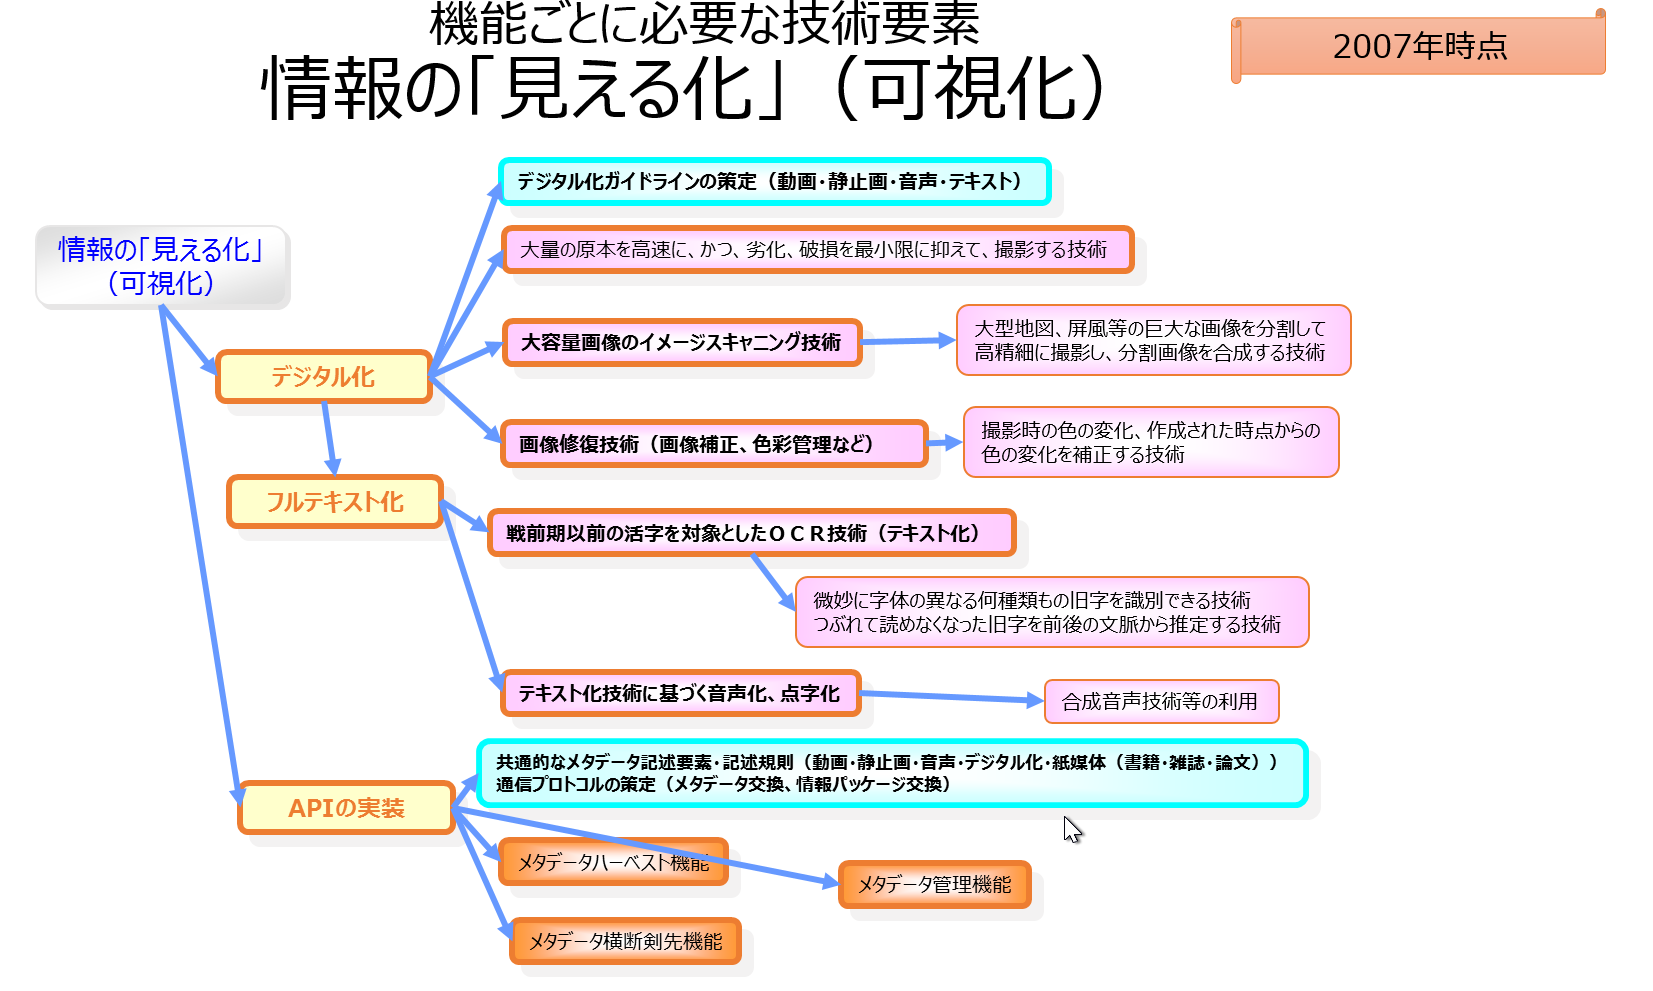 機能ごとに必要な技術要素
情報の「見える化」（可視化）
2007年時点
情報の「見える化」
（可視化）
デジタル化
デジタル化ガイドラインの策定（動画・静止画・音声・テキスト）
大量の原本を高速に、かつ、劣化、破損を最小限に抑えて、撮影する技術
大容量画像のイメージスキャニング技術
大型地図、屏風等の巨大な画像を分割して
高精細に撮影し、分割画像を合成する技術
画像修復技術（画像補正、色彩管理など）
撮影時の色の変化、作成された時点からの
色の変化を補正する技術
フルテキスト化
戦前期以前の活字を対象としたＯＣＲ技術（テキスト化）
微妙に字体の異なる何種類もの旧字を識別できる技術
つぶれて読めなくなった旧字を前後の文脈から推定する技術
テキスト化技術に基づく音声化、点字化
合成音声技術等の利用
APIの実装
共通的なメタデータ記述要素・記述規則（動画・静止画・音声・デジタル化・紙媒体（書籍・雑誌・論文））
通信プロトコルの策定（メタデータ交換、情報パッケージ交換）
メタデータハーベスト機能
メタデータ管理機能
メタデータ横断剣先機能